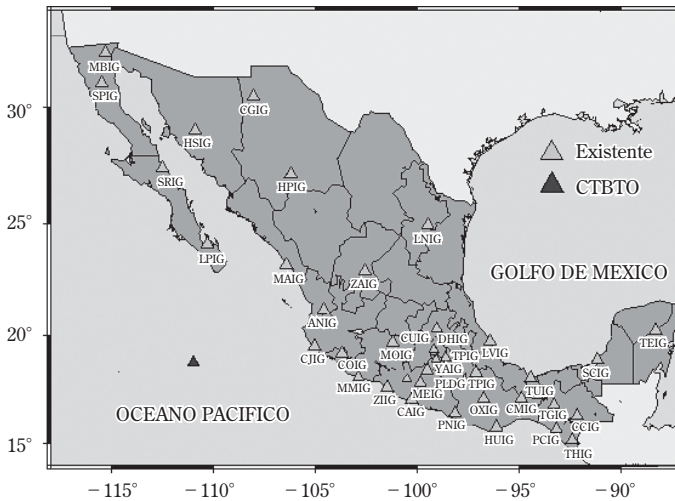 MBIG
SPIG
CGIG
30°
HSIG
Existente
SRIG
HPIG
CTBTO
25°
LNIG
LPIG
GOLFO DE MEXICO
MAIG
ZAIG
ANIG
20°
CUIG
DHIG
TEIG
CJIG
MOIG
TPIG
LVIG
COIG
YAIG
SCIG
MMIG
PLDG
TPIG
TUIG
ZIIG
MEIG
OCEANO PACIFICO
CAIG
OXIG
CMIG
TGIG
PNIG
CCIG
HUIG
PCIG
15°
THIG
−115°
−110°
−105°
−100°
−95°
−90°